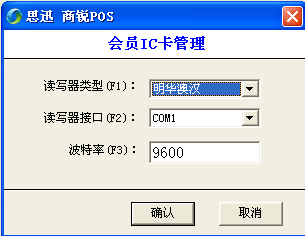 思迅 商锐POS
会员IC卡管理
读写器类型(F1)： 明华澳汉
读写器接口(F2)： COM1
波特率(F3)： 9600
确认 取消